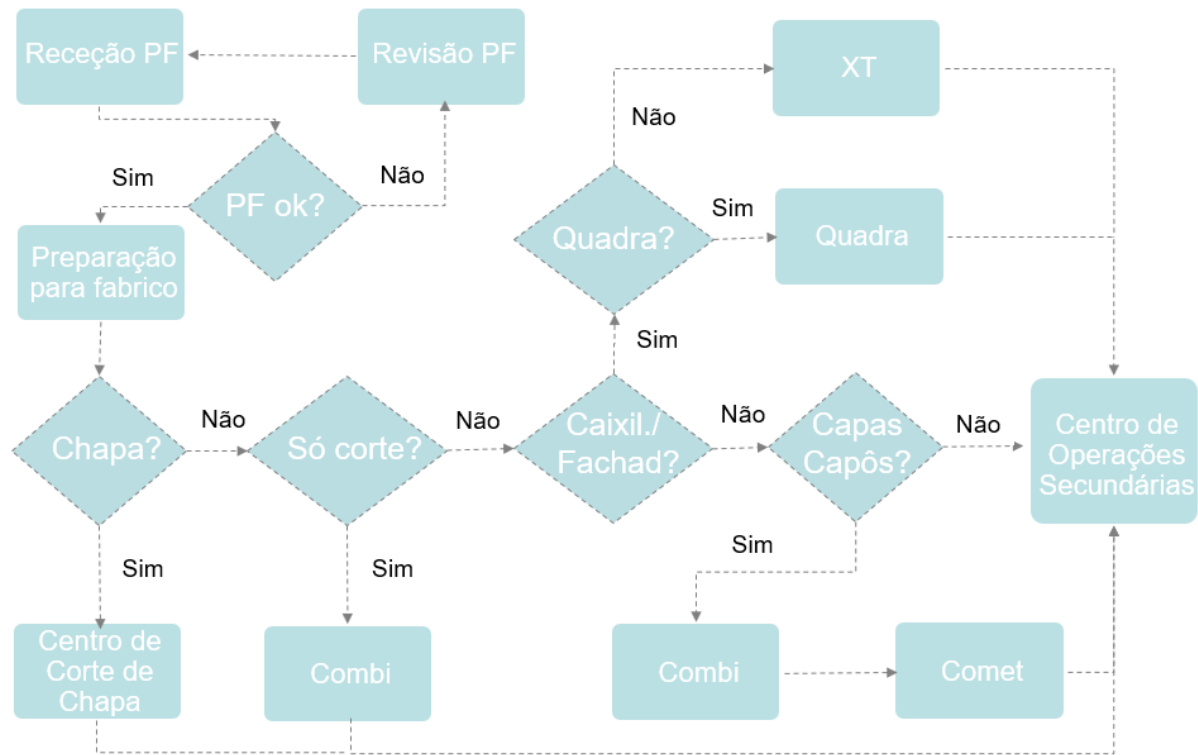 Receção PF
Revisão PF
XT
Não
Sim
Não
PF ok?
Sim
Quadra?
Quadra
Preparação
para fabrico
Sim
Chapa?
Não
Só corte?
Não
Caixil./
Fachad?
Não
Capas
Capôs?
Não
Centro de
Operações
Secundárias
Sim
Sim
Sim
Centro de
Corte de
Chapa
Combi
Combi
Comet